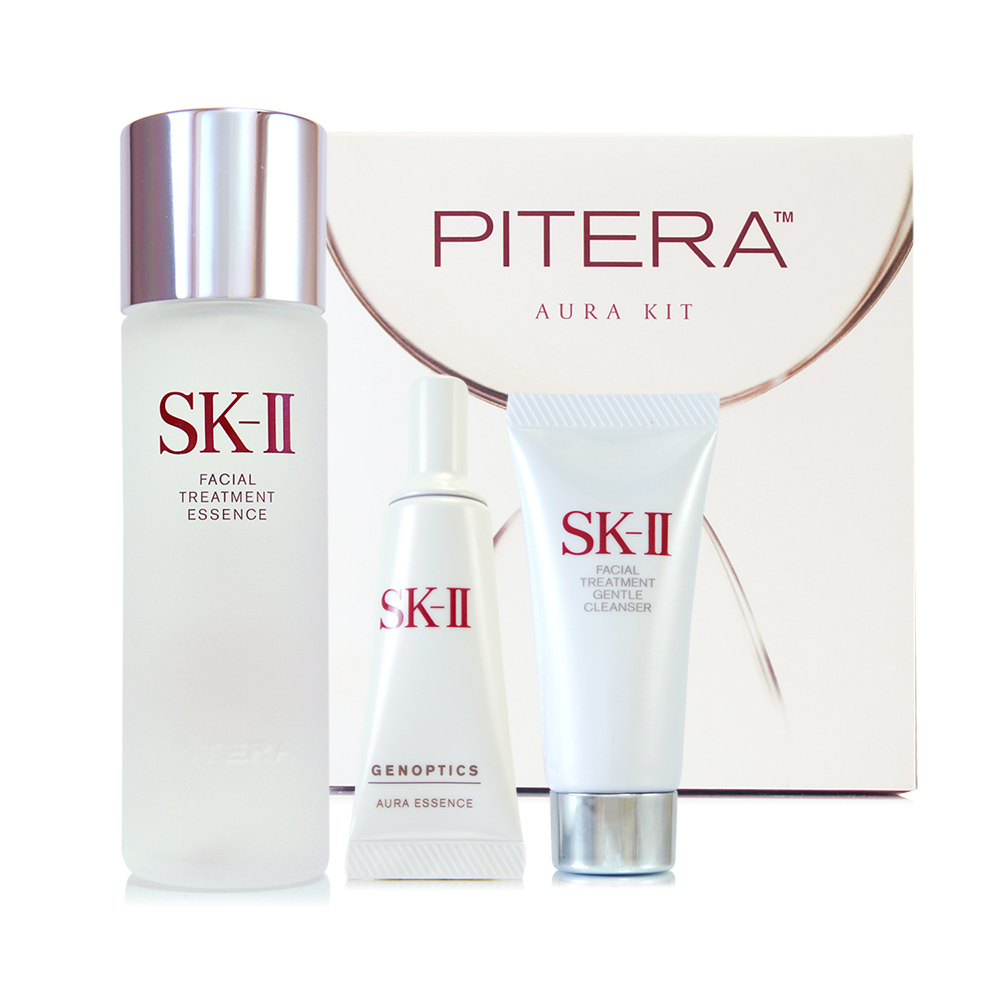 PITERA™
AURA KIT
SK-II
FACIAL
TREATMENT
ESSENCE
PITERA
SK-II
GENOPTICS
AURA ESSENCE
SK-II
FACIAL
TREATMENT
GENTLE
CLEANSER